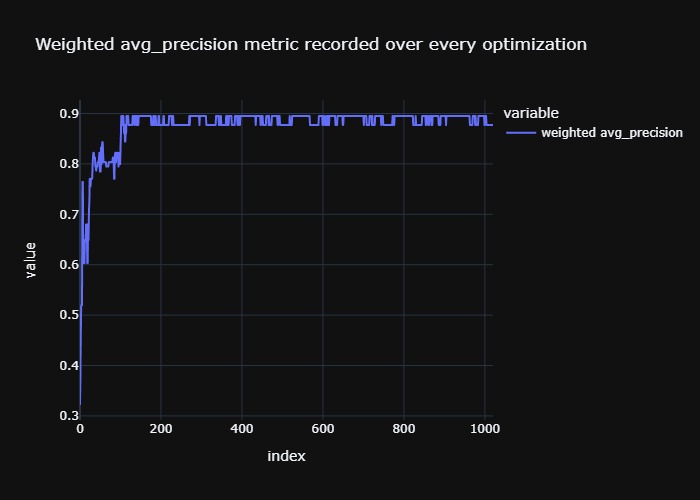 Weighted avg_precision metric recorded over every optimization
variable
weighted avg_precision
value
0.9
0.8
0.7
0.6
0.5
0.4
0.3
0 200 400 600 800 1000
index